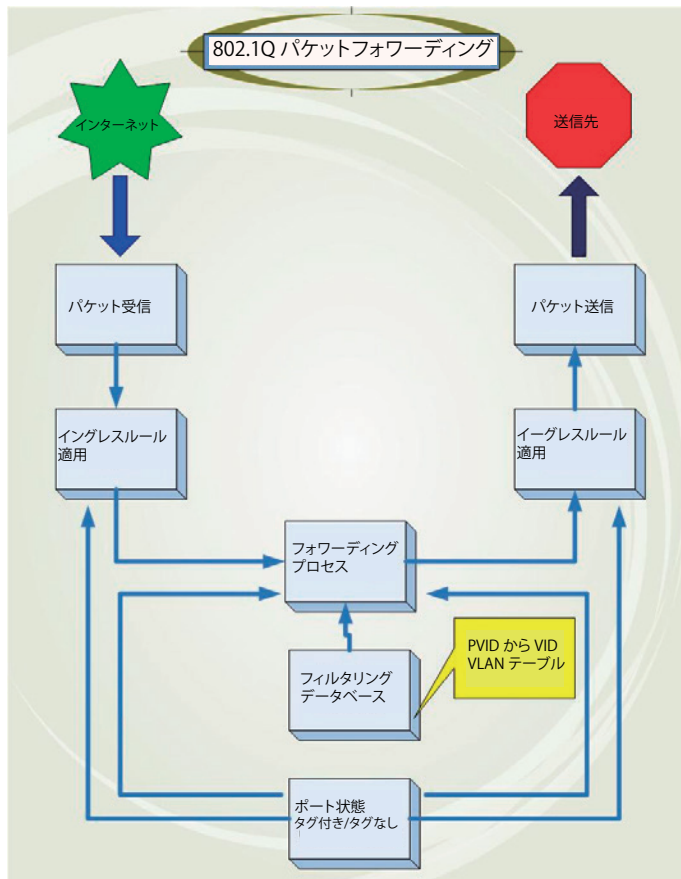 802.1Q パケットフォワーディング
インターネット
送信先
パケット受信
パケット送信
イングレスルール
適用
イーグレスルール
適用
フォワーディング
プロセス
PVID から VID
VLAN テーブル
フィルタリング
データベース
ポート状態
タグ付き/タグなし